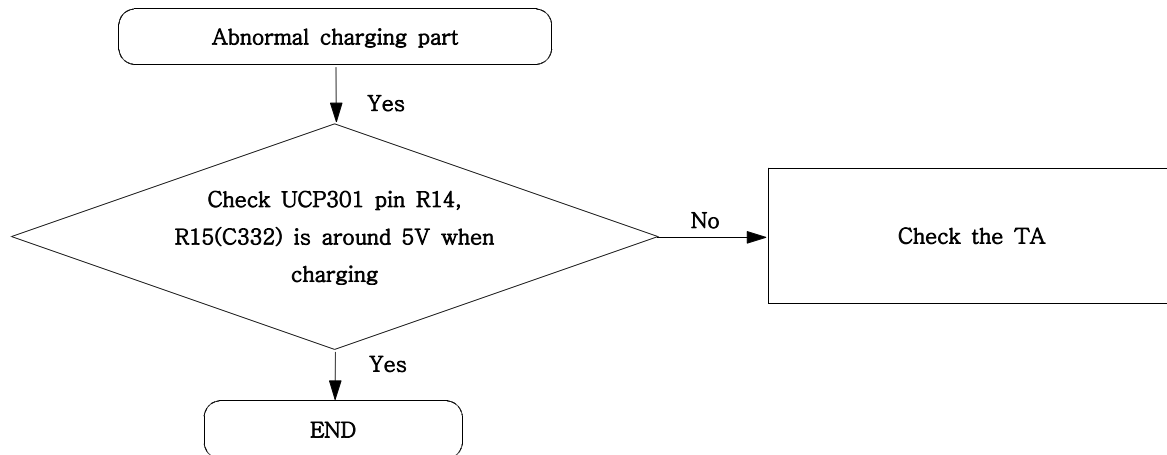 Abnormal charging part
Yes
Check UCP301 pin R14,
R15(C332) is around 5V when
charging
No
Check the TA
Yes
END